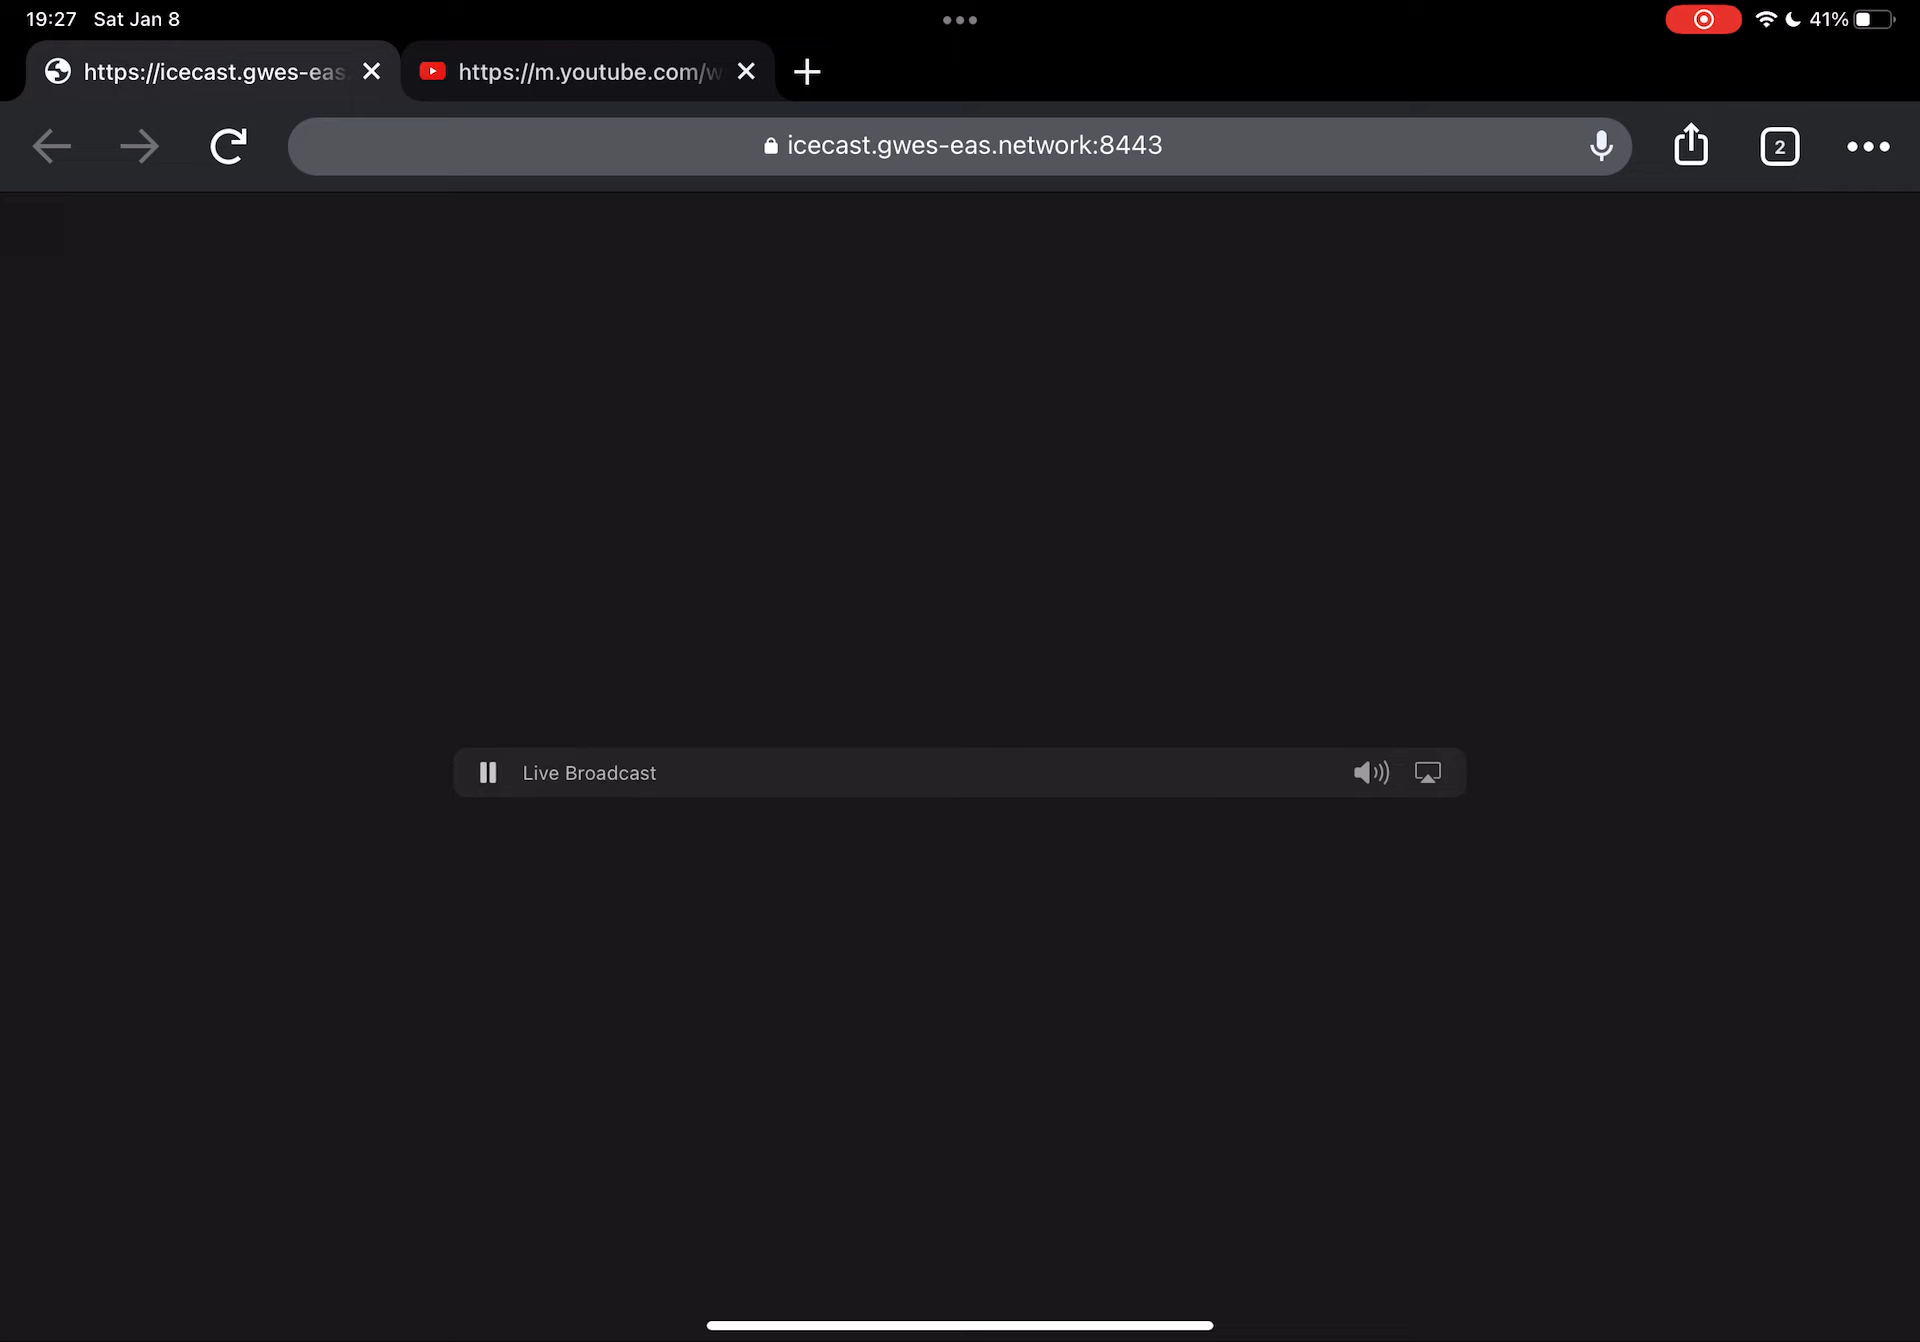 19:27 Sat Jan 8
41%
https://icecast.gwes-eas
https://m.youtube.com/w
icecast.gwes-eas.network:8443
2
Live Broadcast